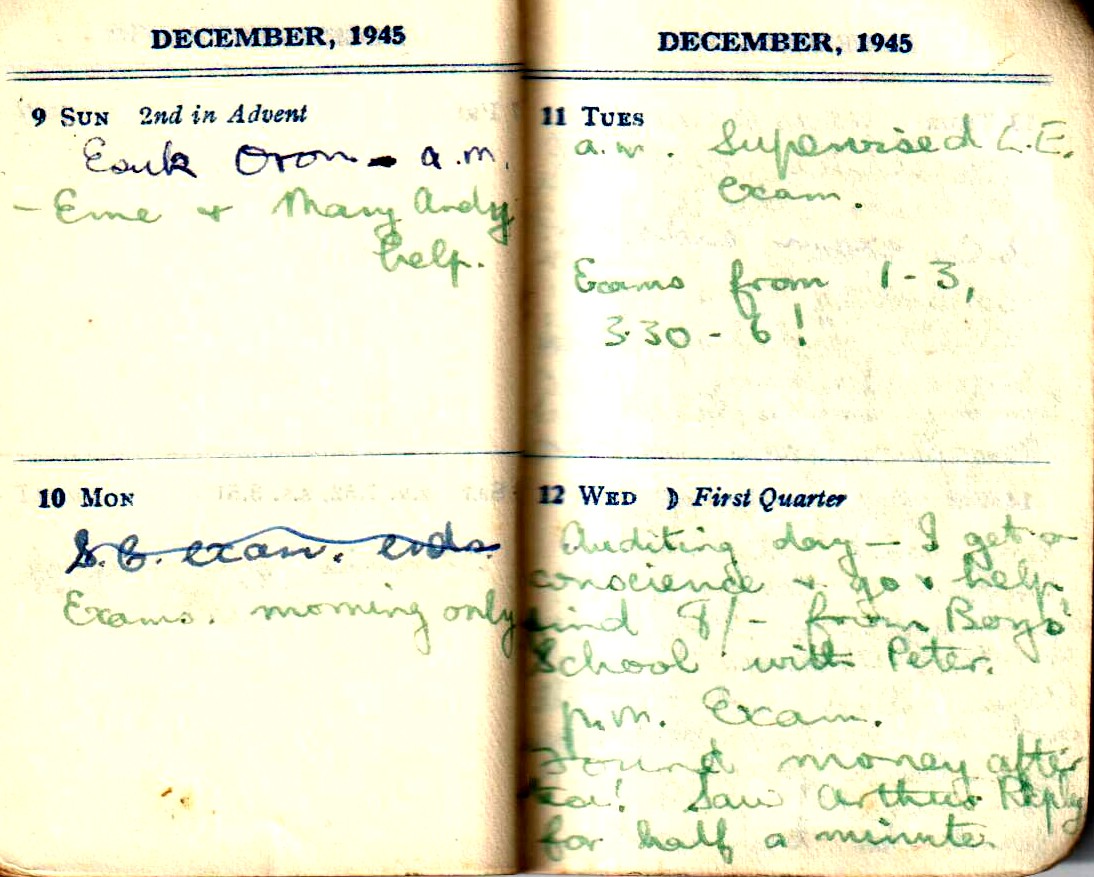 DECEMBER, 1945
9 SUN 2nd in Advent
Eauk Oron - a.m.
- Eme & Mary Andy
help.
10 MON
S.C. exam. ends
Exams. morning only
DECEMBER, 1945
11 TUES
a.m. Supervised L.E.
exam.
Exams from 1-3,
3.30 - 6!
12 WED ☽ First Quarter
Auditing day — I get a
conscience & go & help
find 8/- from Boys'
School with Peter.
p.m. Exam.
Found money after
tea! Saw Arthur
for half a minute.